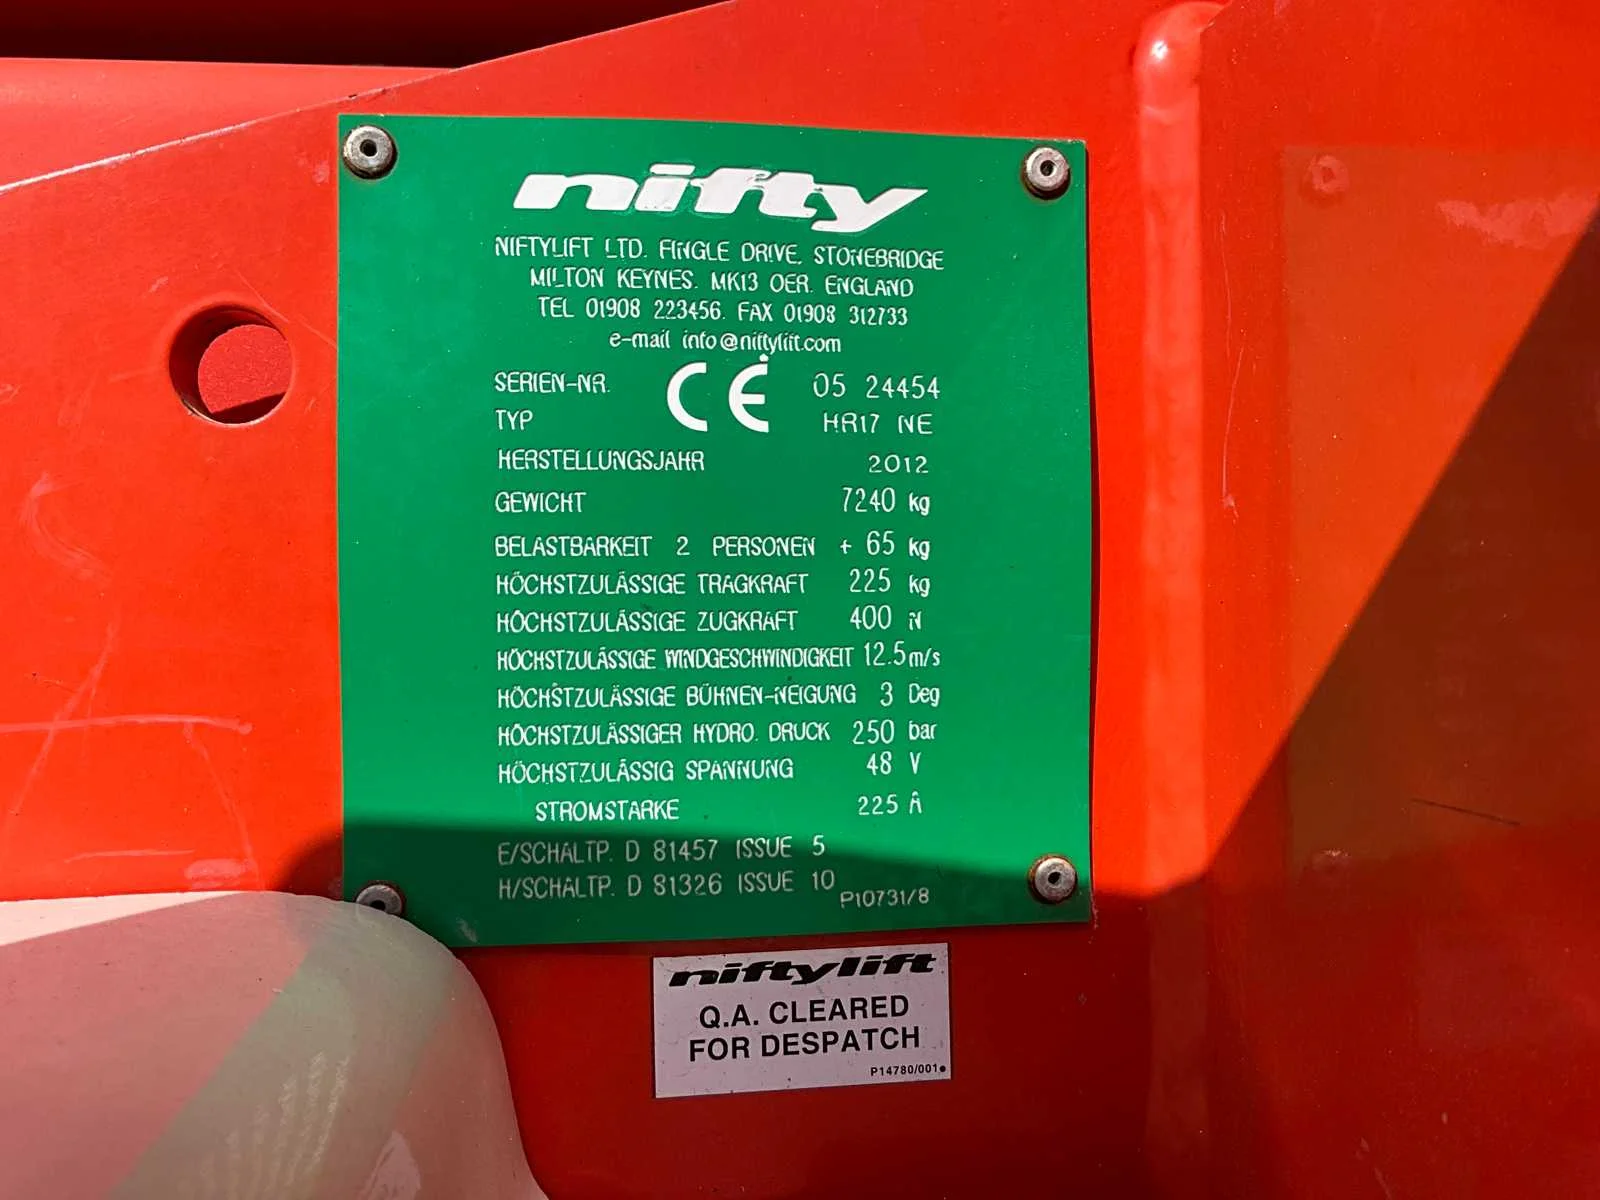 nifty
NIFTYLIFT LTD. FINGLE DRIVE, STONEBRIDGE
MILTON KEYNES. MK13 OER. ENGLAND
TEL 01908 223456. FAX 01908 312733
e-mail info@niftylift.com
SERIEN-NR. CE 05 24454
TYP HR17 NE
HERSTELLUNGSJAHR 2012
GEWICHT 7240 kg
BELASTBARKEIT 2 PERSONEN + 65 kg
HÖCHSTZULÄSSIGE TRAGKRAFT 225 kg
HÖCHSTZULÄSSIGE ZUGKRAFT 400 N
HÖCHSTZULÄSSIGE WINDGESCHWINDIGKEIT 12.5m/s
HÖCHSTZULÄSSIGE BÜHNEN-NEIGUNG 3 Deg
HÖCHSTZULÄSSIGER HYDRO. DRUCK 250 bar
HÖCHSTZULÄSSIG SPANNUNG 48 V
STROMSTARKE 225 A
E/SCHALTP. D 81457 ISSUE 5
H/SCHALTP. D 81326 ISSUE 10
P10731/8
niftylift
Q.A. CLEARED
FOR DESPATCH
P14780/001